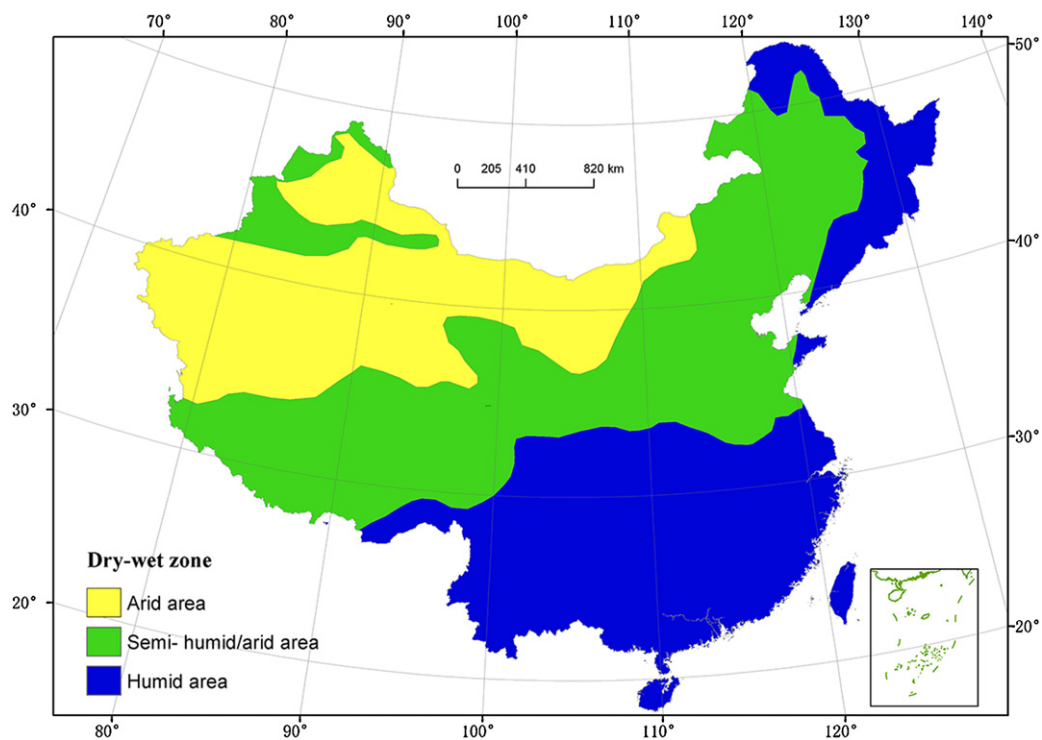 70° 80° 90° 100° 110° 120° 130° 140°
50°
0 205 410 820 km
40°
40°
30°
30°
Dry-wet zone
Arid area
20°
20°
Semi- humid/arid area
Humid area
80° 90° 100° 110° 120°